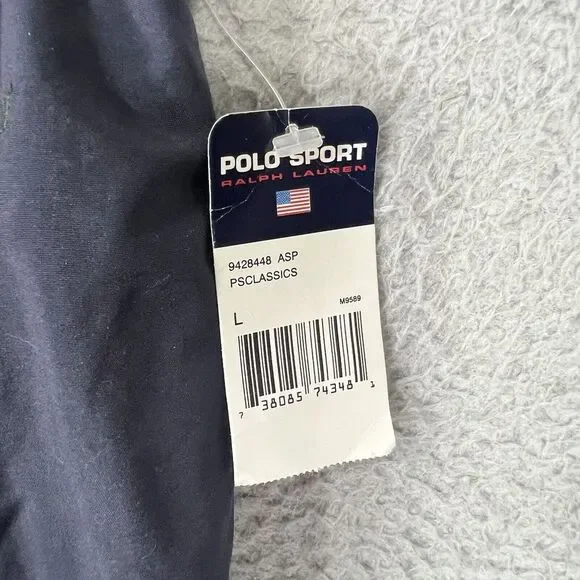 POLO SPORT
RALPH LAUREN
9428448 ASP
PSCLASSICS
M9589
L
7 38085 74348 1